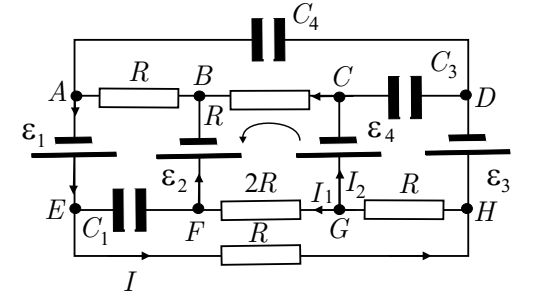 C₄
A R B C C₃ D
R
ε₁ ε₂ ε₄ ε₃
E C₁ F 2R I₁ G I₂ R H
I R